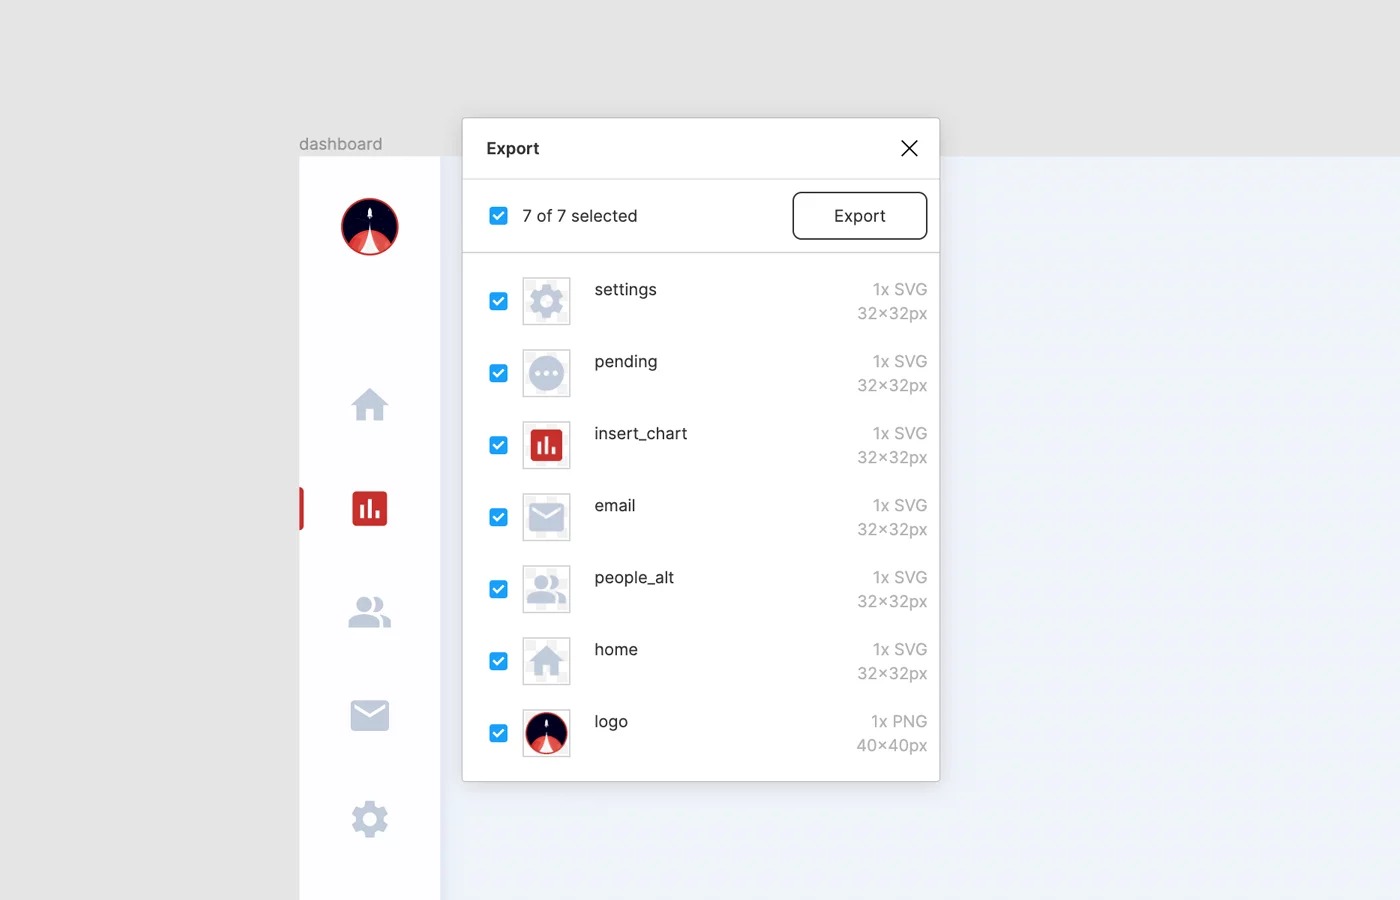 dashboard
Export
7 of 7 selected
Export
settings
1x SVG
32×32px
pending
1x SVG
32×32px
insert_chart
1x SVG
32×32px
email
1x SVG
32×32px
people_alt
1x SVG
32×32px
home
1x SVG
32×32px
logo
1x PNG
40×40px